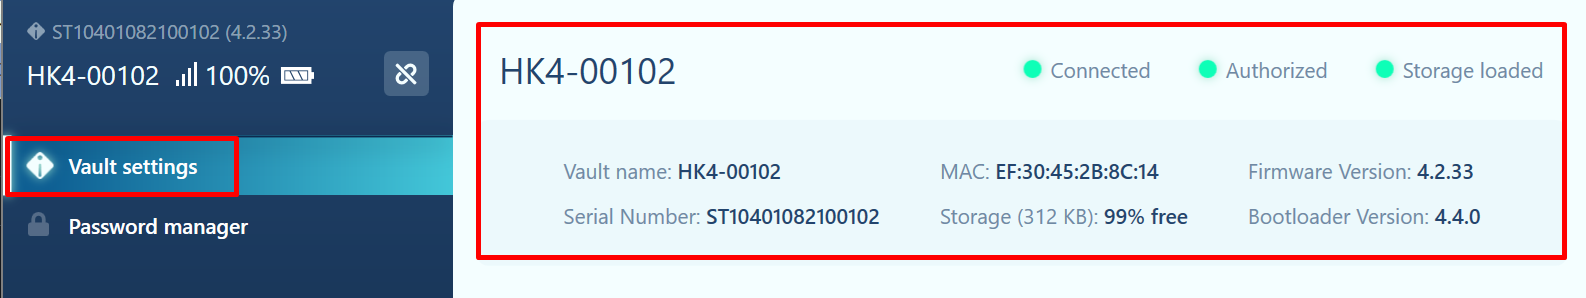 ST10401082100102 (4.2.33)
HK4-00102 100%
Vault settings
Password manager
HK4-00102
Connected
Authorized
Storage loaded
Vault name: HK4-00102
MAC: EF:30:45:2B:8C:14
Firmware Version: 4.2.33
Serial Number: ST10401082100102
Storage (312 KB): 99% free
Bootloader Version: 4.4.0